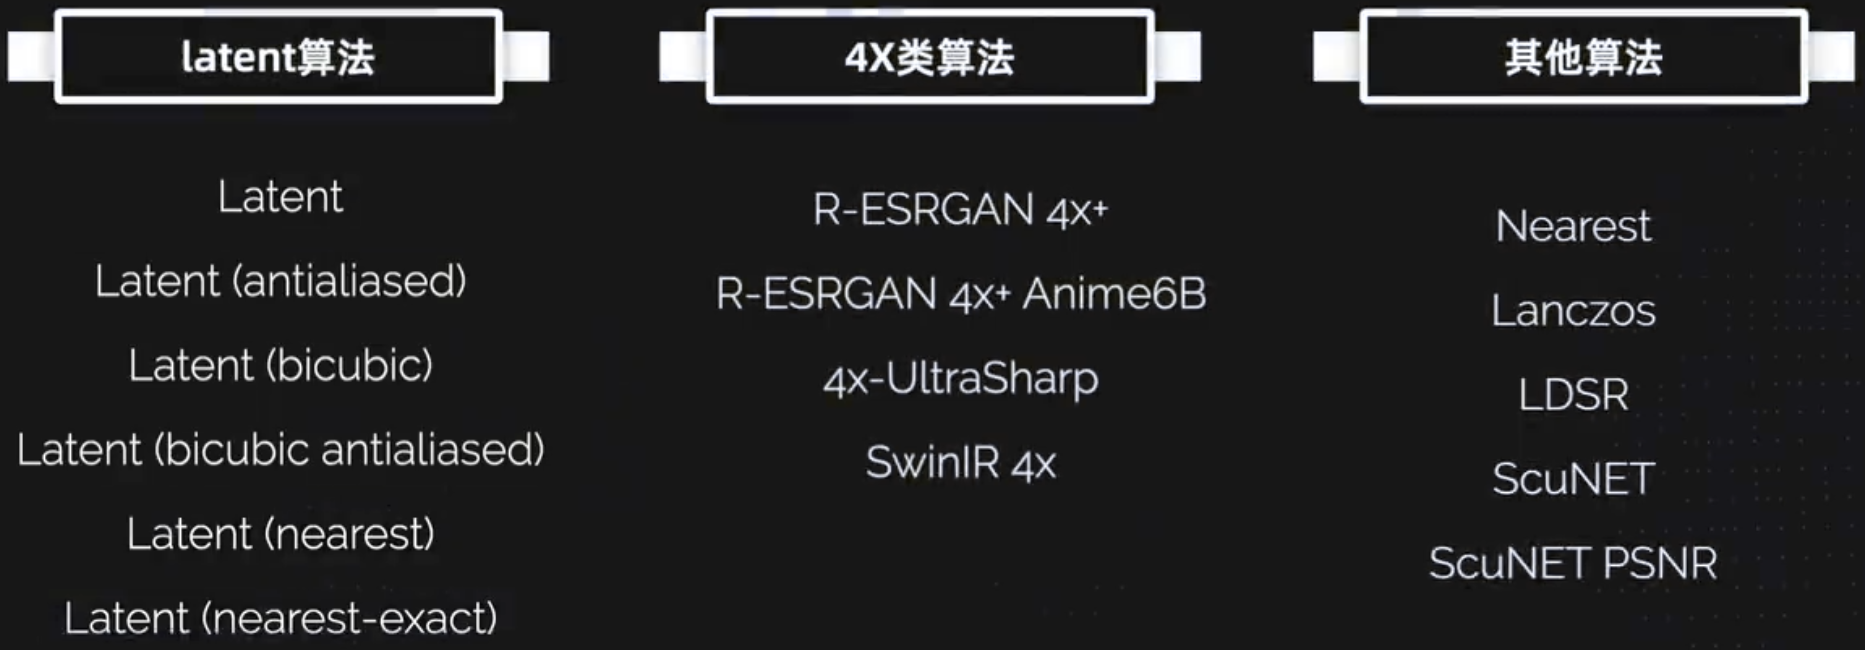 latent算法
Latent
Latent (antialiased)
Latent (bicubic)
Latent (bicubic antialiased)
Latent (nearest)
Latent (nearest-exact)
4X类算法
R-ESRGAN 4x+
R-ESRGAN 4x+ Anime6B
4x-UltraSharp
SwinIR 4x
其他算法
Nearest
Lanczos
LDSR
ScuNET
ScuNET PSNR